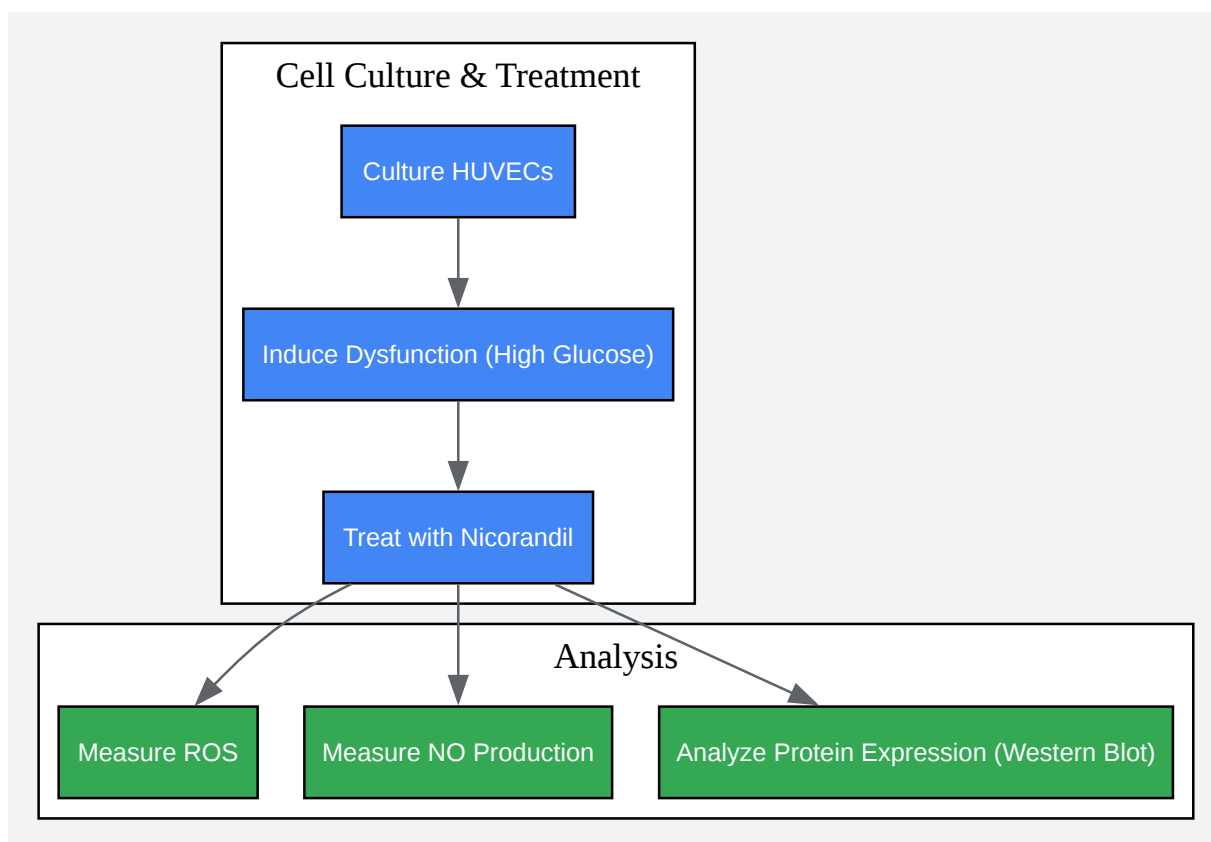 Cell Culture & Treatment
Culture HUVECs
Induce Dysfunction (High Glucose)
Treat with Nicorandil
Analysis
Measure ROS
Measure NO Production
Analyze Protein Expression (Western Blot)